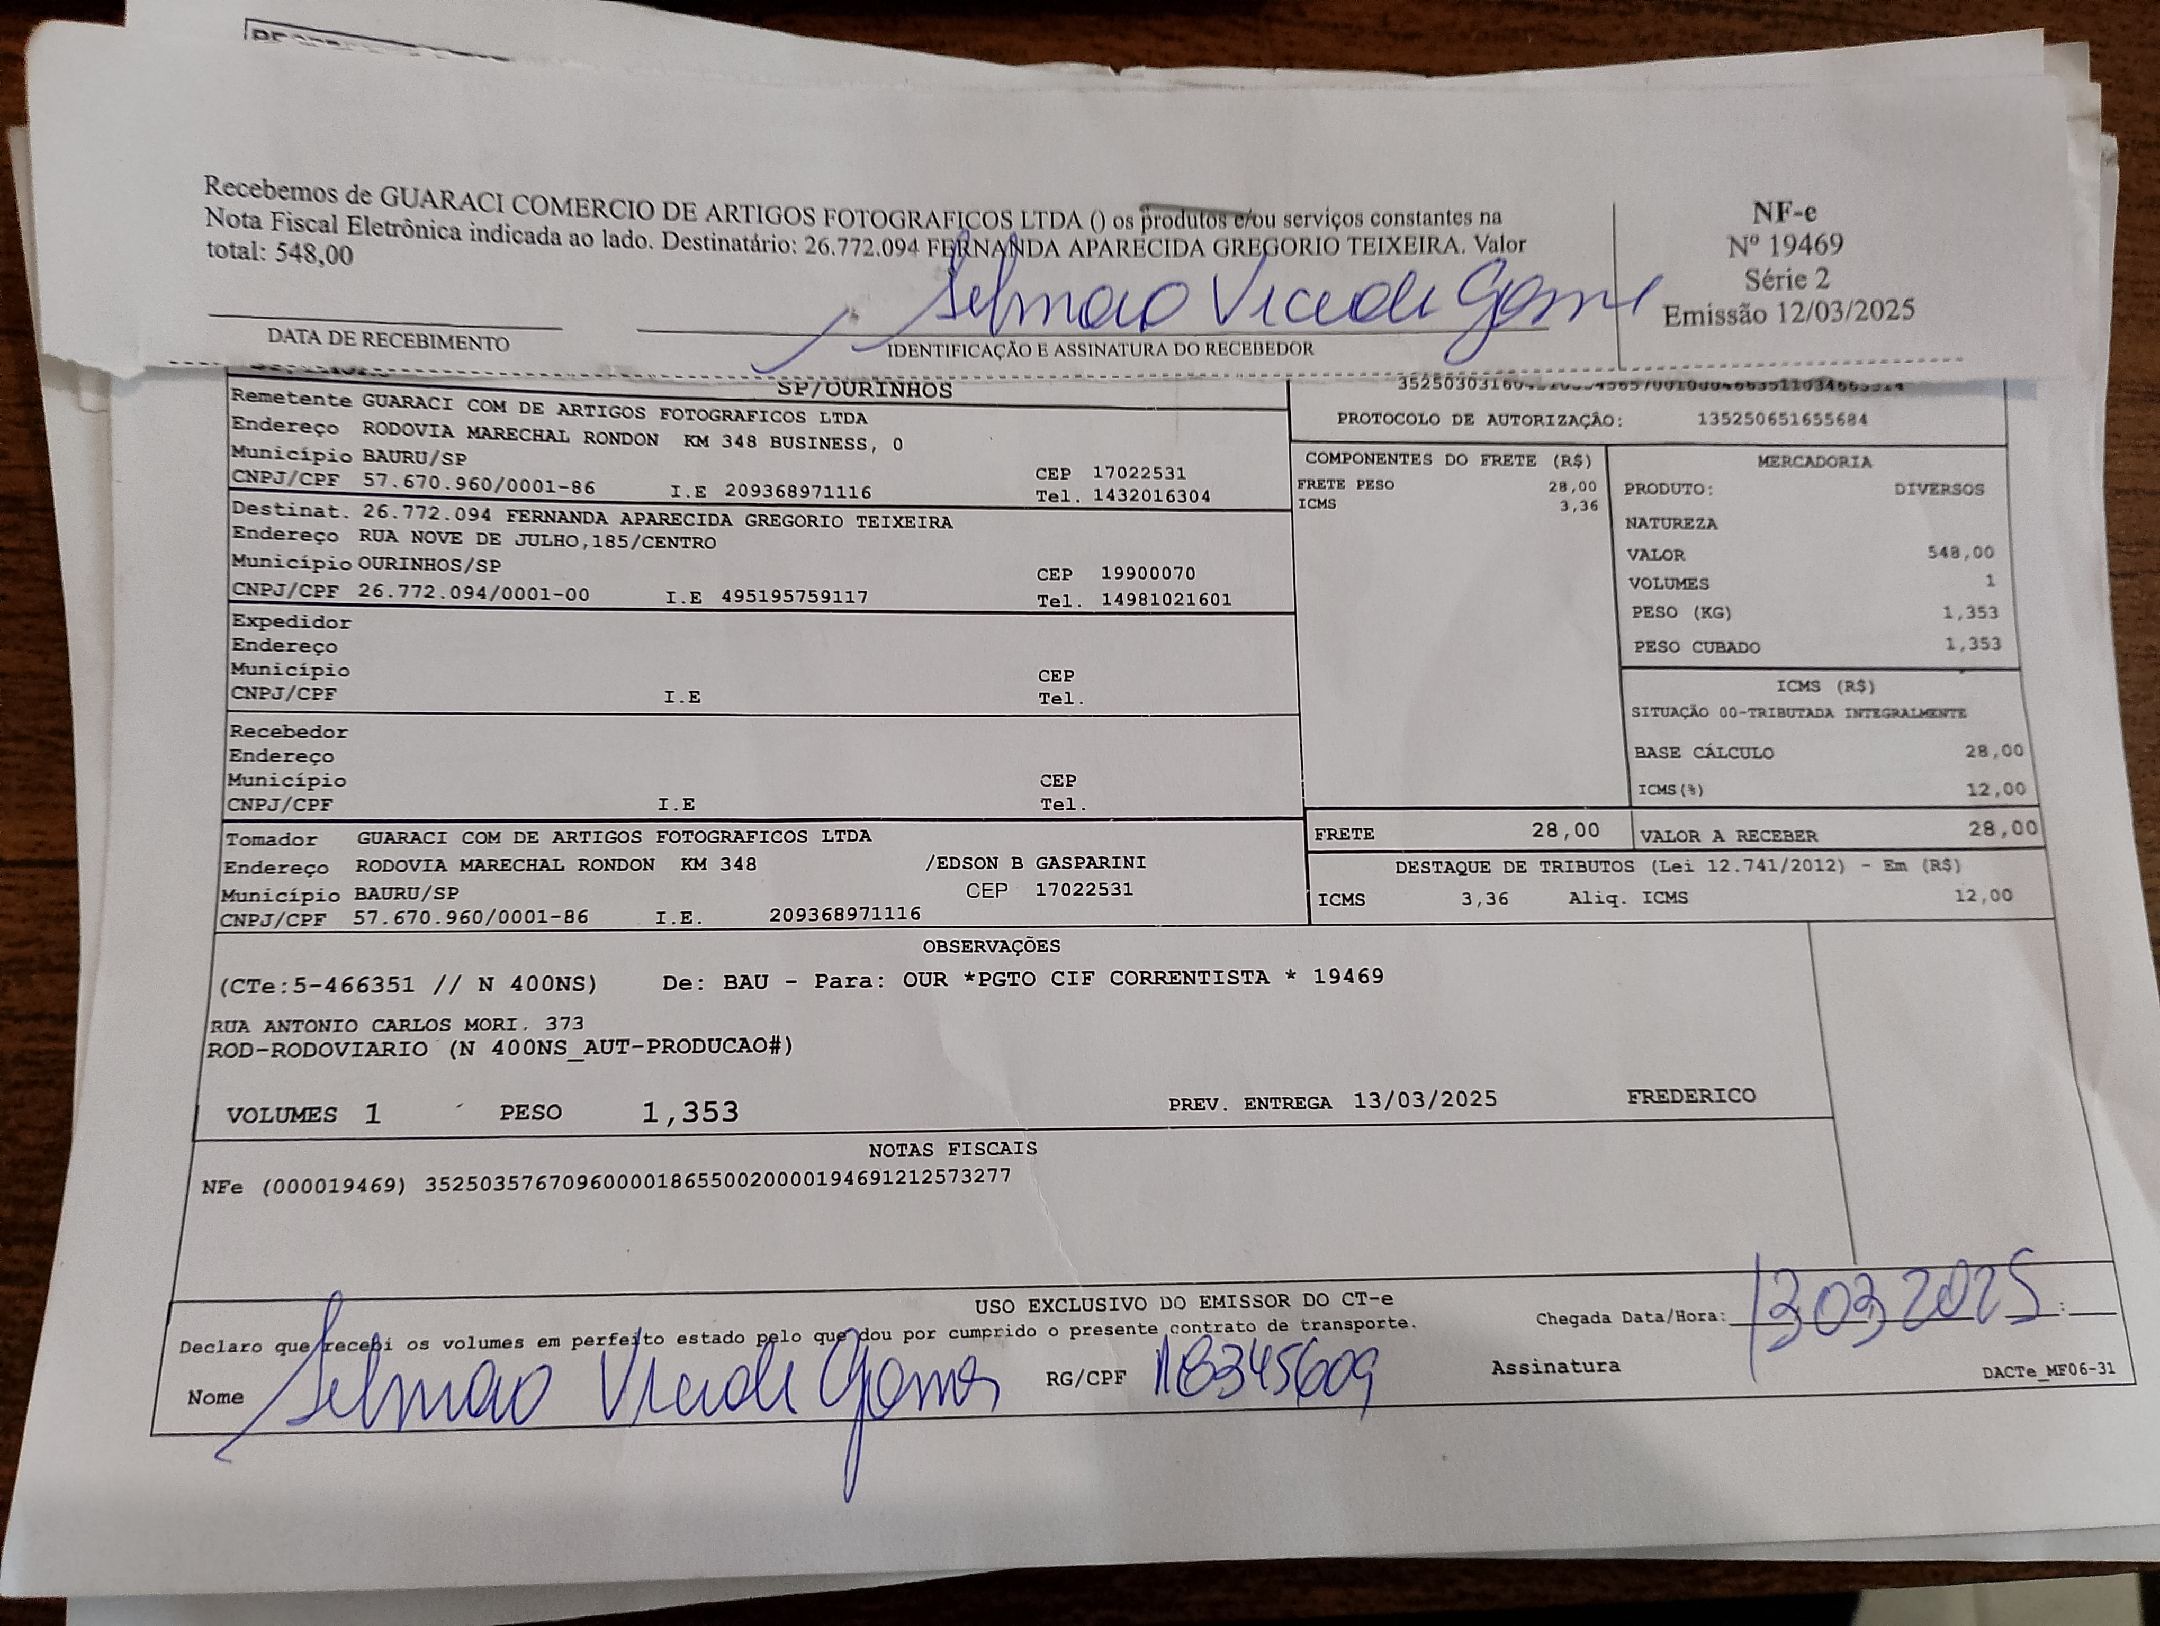 Recebemos de GUARACI COMERCIO DE ARTIGOS FOTOGRAFICOS LTDA () os produtos e/ou serviços constantes na
Nota Fiscal Eletrônica indicada ao lado. Destinatário: 26.772.094 FERNANDA APARECIDA GREGORIO TEIXEIRA. Valor
total: 548,00
NF-e
Nº 19469
Série 2
Emissão 12/03/2025
DATA DE RECEBIMENTO
IDENTIFICAÇÃO E ASSINATURA DO RECEBEDOR
SP/OURINHOS
Remetente GUARACI COM DE ARTIGOS FOTOGRAFICOS LTDA
Endereço RODOVIA MARECHAL RONDON KM 348 BUSINESS, 0
Município BAURU/SP CEP 17022531
CNPJ/CPF 57.670.960/0001-86 I.E 209368971116 Tel. 1432016304
Destinat. 26.772.094 FERNANDA APARECIDA GREGORIO TEIXEIRA
Endereço RUA NOVE DE JULHO,185/CENTRO
Município OURINHOS/SP CEP 19900070
CNPJ/CPF 26.772.094/0001-00 I.E 495195759117 Tel. 14981021601
Expedidor
Endereço
Município CEP
CNPJ/CPF I.E Tel.
Recebedor
Endereço
Município CEP
CNPJ/CPF I.E Tel.
Tomador GUARACI COM DE ARTIGOS FOTOGRAFICOS LTDA
Endereço RODOVIA MARECHAL RONDON KM 348 /EDSON B GASPARINI
Município BAURU/SP CEP 17022531
CNPJ/CPF 57.670.960/0001-86 I.E. 209368971116
PROTOCOLO DE AUTORIZAÇÃO: 135250651655684
COMPONENTES DO FRETE (R$)
FRETE PESO 28,00
ICMS 3,36
MERCADORIA
PRODUTO: DIVERSOS
NATUREZA
VALOR 548,00
VOLUMES 1
PESO (KG) 1,353
PESO CUBADO 1,353
ICMS (R$)
SITUAÇÃO 00-TRIBUTADA INTEGRALMENTE
BASE CÁLCULO 28,00
ICMS(%) 12,00
FRETE 28,00 VALOR A RECEBER 28,00
DESTAQUE DE TRIBUTOS (Lei 12.741/2012) - Em (R$)
ICMS 3,36 Aliq. ICMS 12,00
OBSERVAÇÕES
(CTe:5-466351 // N 400NS) De: BAU - Para: OUR *PGTO CIF CORRENTISTA * 19469
RUA ANTONIO CARLOS MORI. 373
ROD-RODOVIARIO (N 400NS_AUT-PRODUCAO#)
VOLUMES 1 PESO 1,353 PREV. ENTREGA 13/03/2025 FREDERICO
NOTAS FISCAIS
NFe (000019469) 35250357670960000186550020000194691212573277
USO EXCLUSIVO DO EMISSOR DO CT-e
Declaro que recebi os volumes em perfeito estado pelo que dou por cumprido o presente contrato de transporte.
Chegada Data/Hora: 13 03 2025 :
Nome RG/CPF 18345609 Assinatura
DACTe_MF06-31